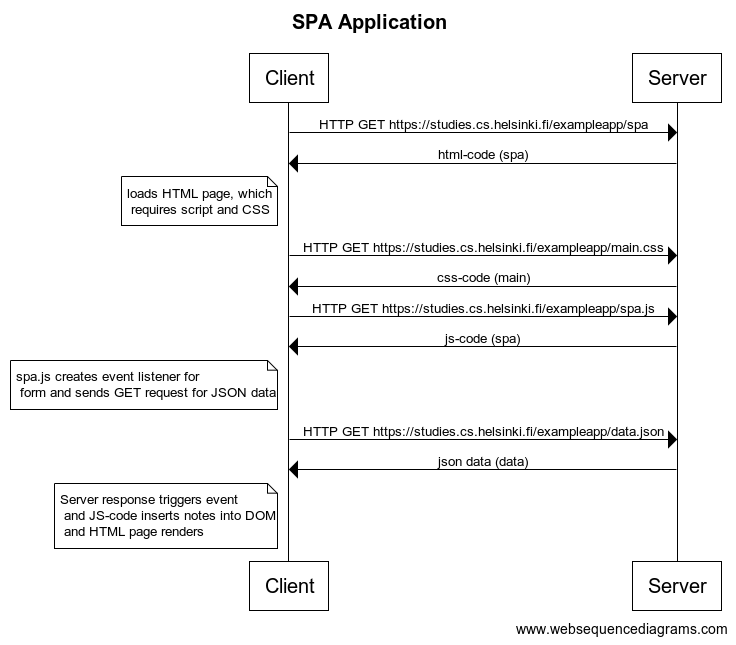 SPA Application
Client
Server
HTTP GET https://studies.cs.helsinki.fi/exampleapp/spa
html-code (spa)
loads HTML page, which
requires script and CSS
HTTP GET https://studies.cs.helsinki.fi/exampleapp/main.css
css-code (main)
HTTP GET https://studies.cs.helsinki.fi/exampleapp/spa.js
js-code (spa)
spa.js creates event listener for
form and sends GET request for JSON data
HTTP GET https://studies.cs.helsinki.fi/exampleapp/data.json
json data (data)
Server response triggers event
and JS-code inserts notes into DOM
and HTML page renders
Client
Server
www.websequencediagrams.com